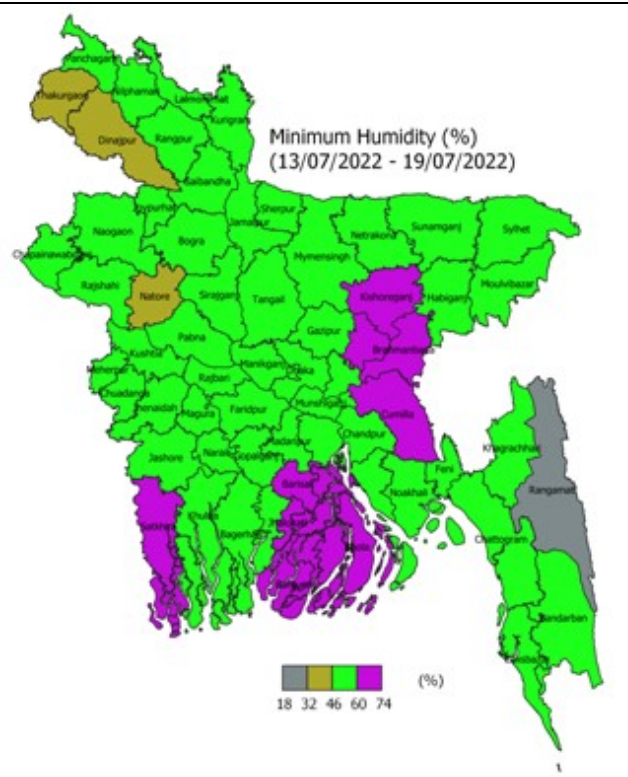 Panchagarh
Thakurgaon
Nilphamari
Lalmonirhat
Kurigram
Dinajpur
Rangpur
Minimum Humidity (%)
(13/07/2022 - 19/07/2022)
Gaibandha
Joypurhat
Sherpur
Jamalpur
Naogaon
Bogra
Netrakona
Sunamganj
Sylhet
Mymensingh
Chapainawabganj
Rajshahi
Natore
Sirajganj
Tangail
Kishoreganj
Habiganj
Moulvibazar
Pabna
Gazipur
Kushtia
Brahmanbaria
Meherpur
Manikganj
Dhaka
Rajbari
Chuadanga
Jhenaidah
Magura
Faridpur
Munshiganj
Cumilla
Chandpur
Madaripur
Jashore
Narail
Gopalganj
Khagrachhari
Feni
Barisal
Noakhali
Rangamati
Satkhira
Khulna
Bagerhat
Jhalokati
Bhola
Chattogram
Bandarban
(%)
18 32 46 60 74